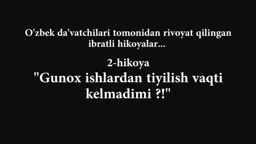 O'zbek da'vatchilari tomonidan rivoyat qilingan
ibratli hikoyalar...
2-hikoya
"Gunox ishlardan tiyilish vaqti
kelmadimi ?!"